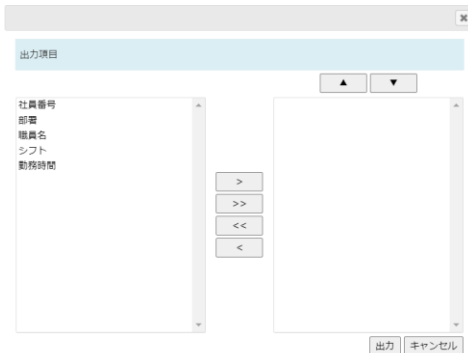 出力項目
▲ ▼
社員番号
部署
職員名
シフト
勤務時間
>
>>
<<
<
出力 キャンセル